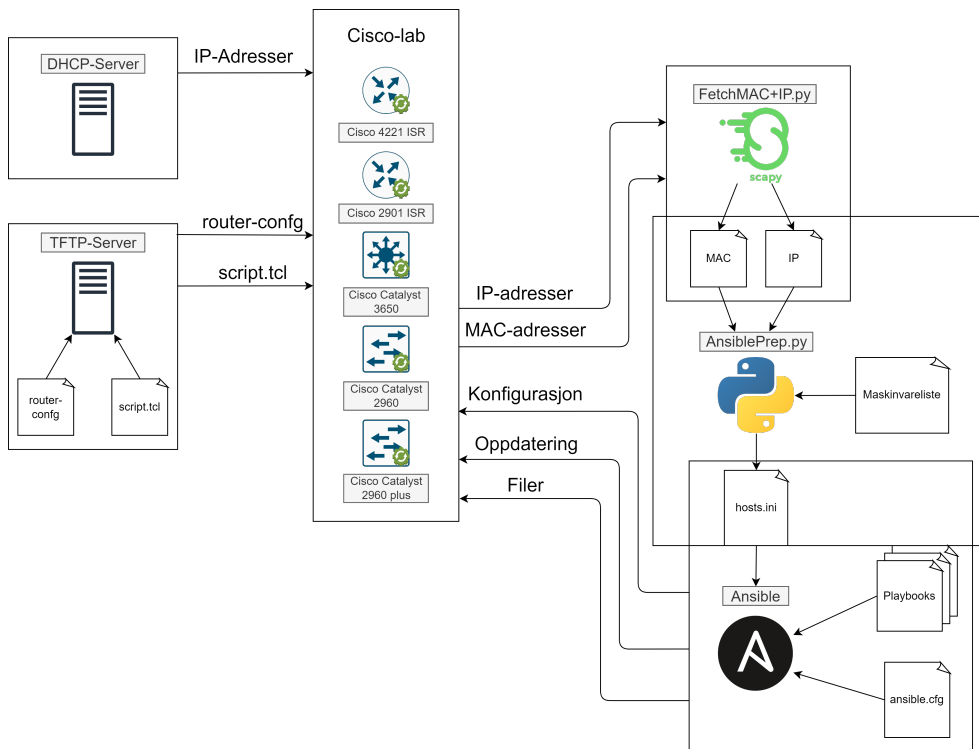 DHCP-Server
IP-Adresser
TFTP-Server
router-
confg
script.tcl
router-confg
script.tcl
Cisco-lab
Cisco 4221 ISR
Cisco 2901 ISR
Cisco Catalyst
3650
Cisco Catalyst
2960
Cisco Catalyst
2960 plus
IP-adresser
MAC-adresser
Konfigurasjon
Oppdatering
Filer
FetchMAC+IP.py
scapy
MAC
IP
AnsiblePrep.py
Maskinvareliste
hosts.ini
Ansible
Playbooks
ansible.cfg